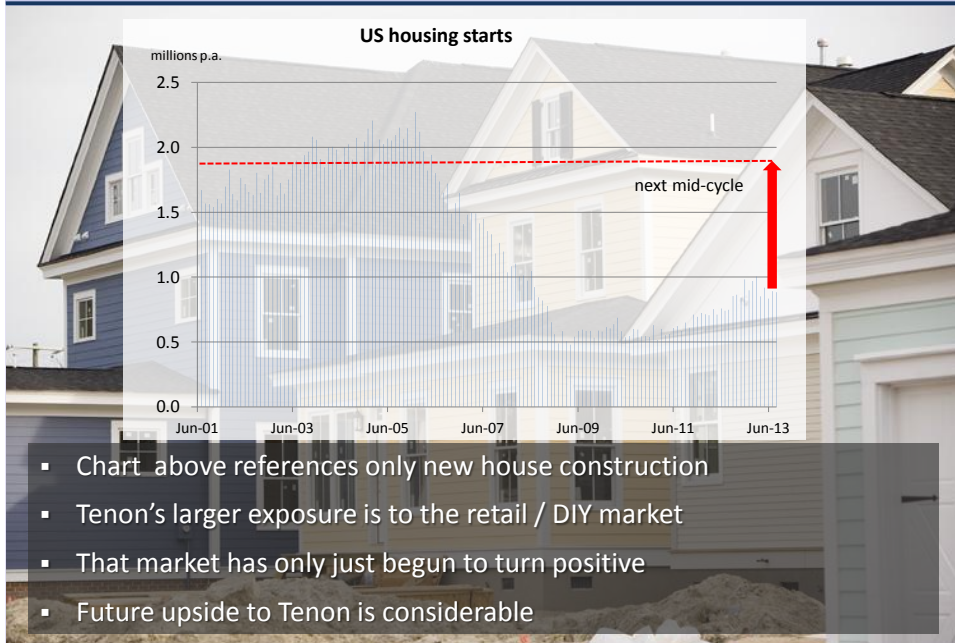 US housing starts
millions p.a.
2.5
2.0
next mid-cycle
1.5
1.0
0.5
0.0
Jun-01 Jun-03 Jun-05 Jun-07 Jun-09 Jun-11 Jun-13
▪ Chart above references only new house construction
▪ Tenon's larger exposure is to the retail / DIY market
▪ That market has only just begun to turn positive
▪ Future upside to Tenon is considerable